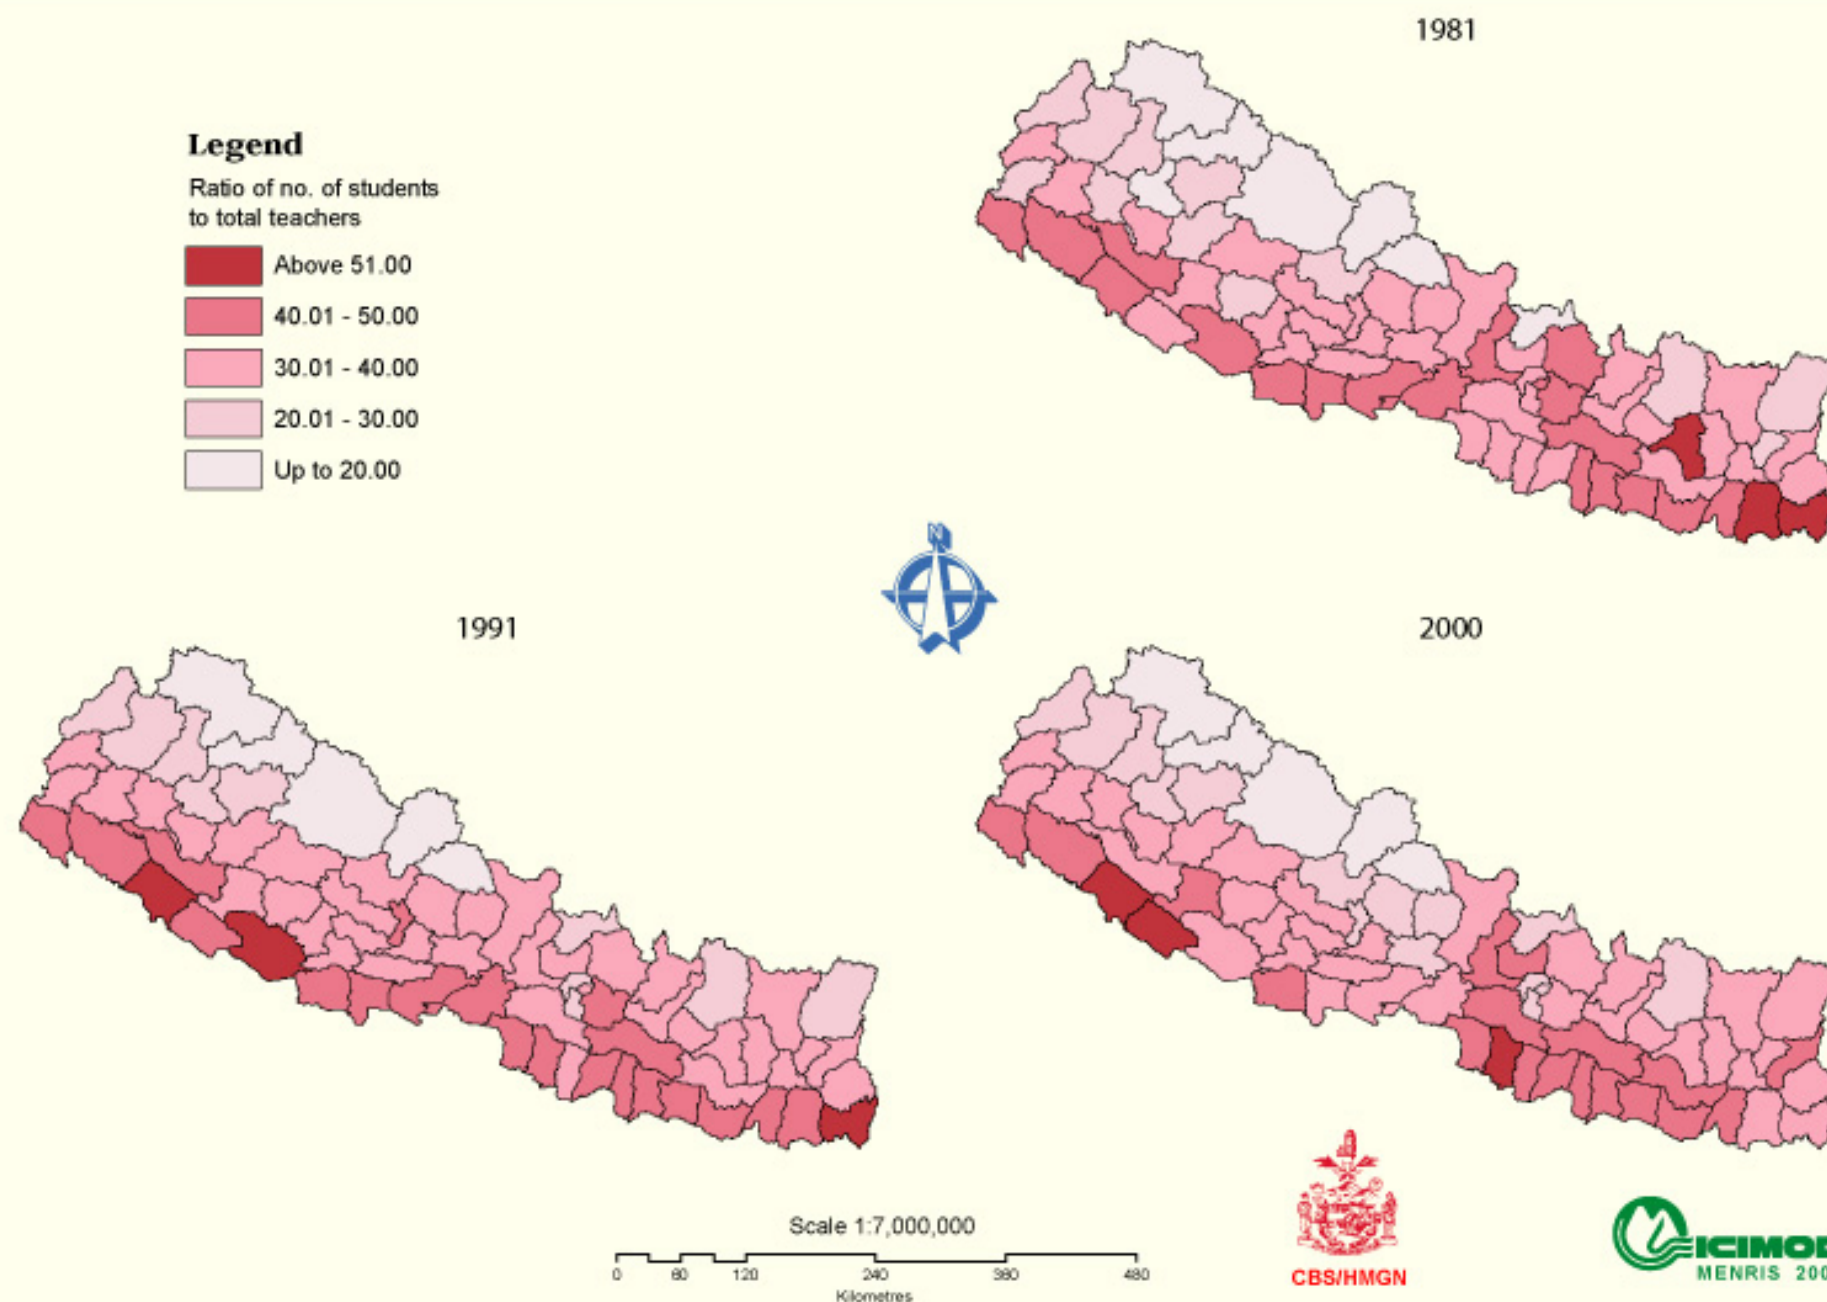 1981
Legend
Ratio of no. of students
to total teachers
Above 51.00
40.01 - 50.00
30.01 - 40.00
20.01 - 30.00
Up to 20.00
N
1991
2000
Scale 1:7,000,000
0 60 120 240 360 480
Kilometres
CBS/HMGN
ICIMOD
MENRIS 200